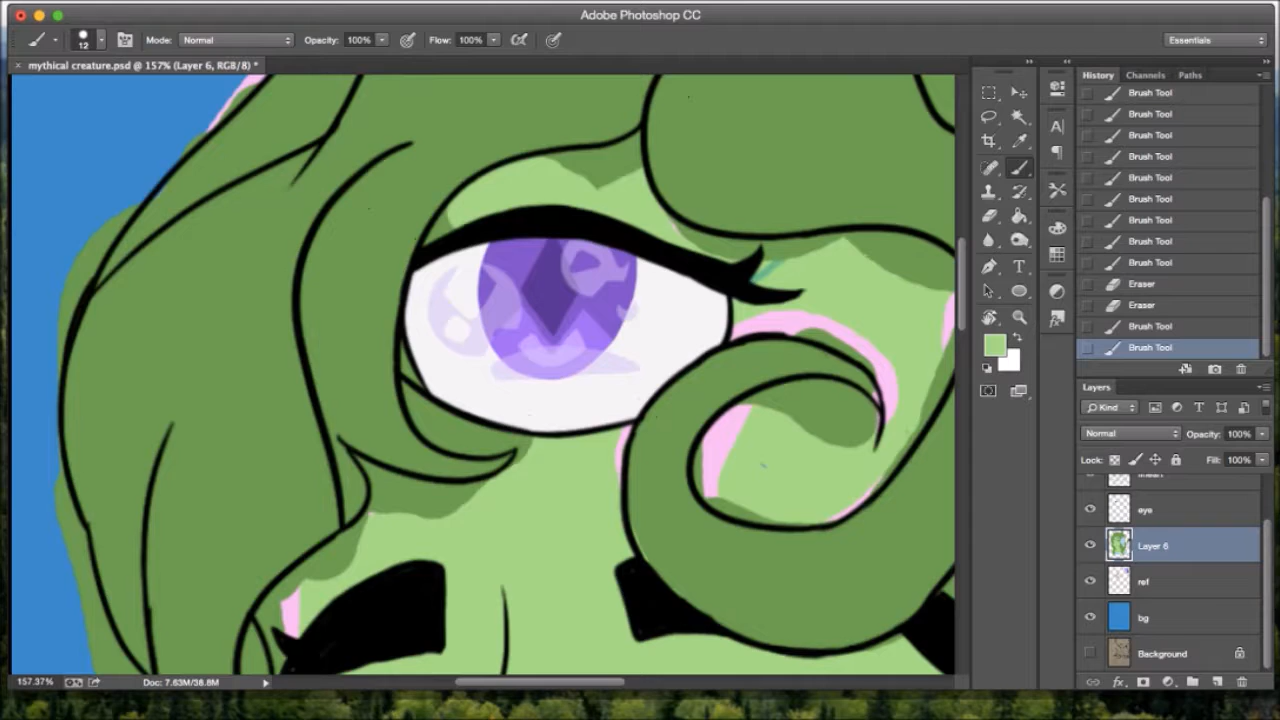 Adobe Photoshop CC
12 Mode: Normal Opacity: 100% Flow: 100% Essentials
× mythical creature.psd @ 157% (Layer 6, RGB/8) *
History Channels Paths
Brush Tool
Brush Tool
Brush Tool
Brush Tool
Brush Tool
Brush Tool
Brush Tool
Brush Tool
Brush Tool
Eraser
Eraser
Brush Tool
Brush Tool
Layers
Kind
Normal Opacity: 100%
Lock: Fill: 100%
eye
Layer 6
ref
bg
Background
157.37% Doc: 7.63M/38.8M